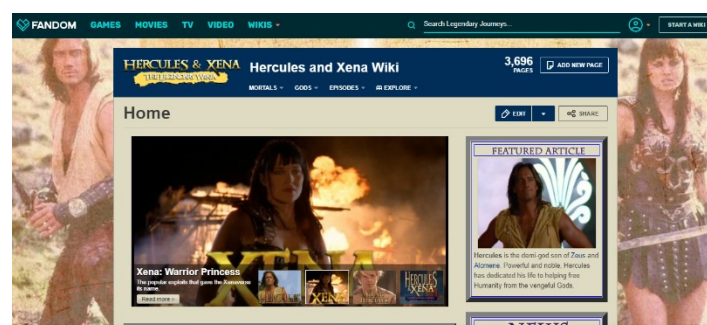 FANDOM GAMES MOVIES TV VIDEO WIKIS Search Legendary Journeys... START A WIKI
HERCULES & XENA
Hercules and Xena Wiki
3,696
PAGES
ADD NEW PAGE
MORTALS GODS EPISODES EXPLORE
Home
EDIT
SHARE
XENA
Xena: Warrior Princess
The popular exploits that gave the Xenaverse
its name.
Read more
XENA
HERCULES
XENA
FEATURED ARTICLE
Hercules is the demi-god son of Zeus and
Alcmene. Powerful and noble, Hercules
has dedicated his life to helping free
Humanity from the vengeful Gods.
NEWS